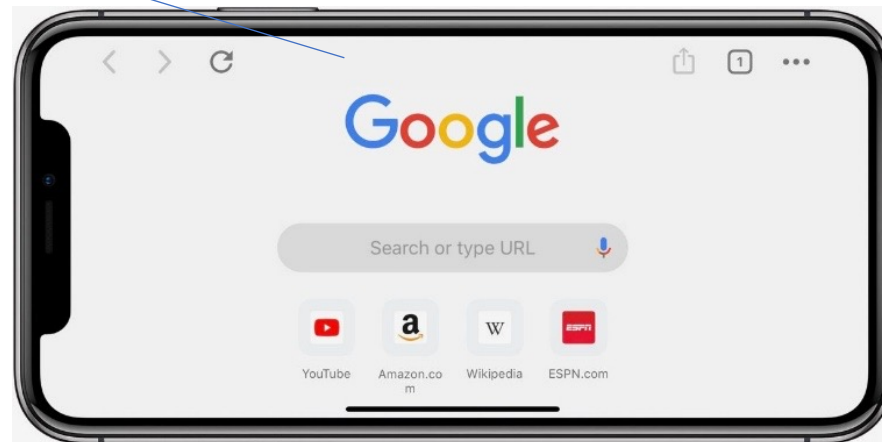 1
Google
Search or type URL
W
a
ESPN
YouTube
Amazon.co
m
Wikipedia
ESPN.com